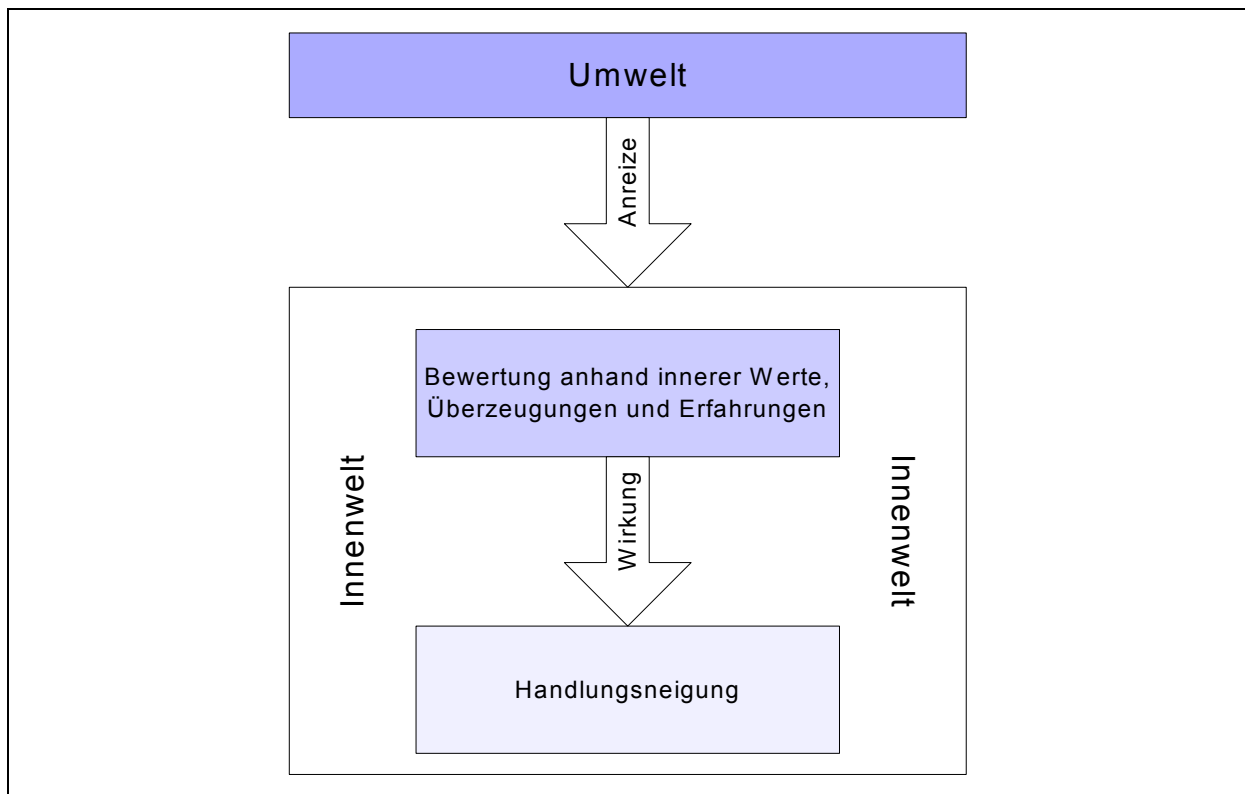 Umwelt
Anreize
Bewertung anhand innerer Werte,
Überzeugungen und Erfahrungen
Innenwelt
Wirkung
Innenwelt
Handlungsneigung